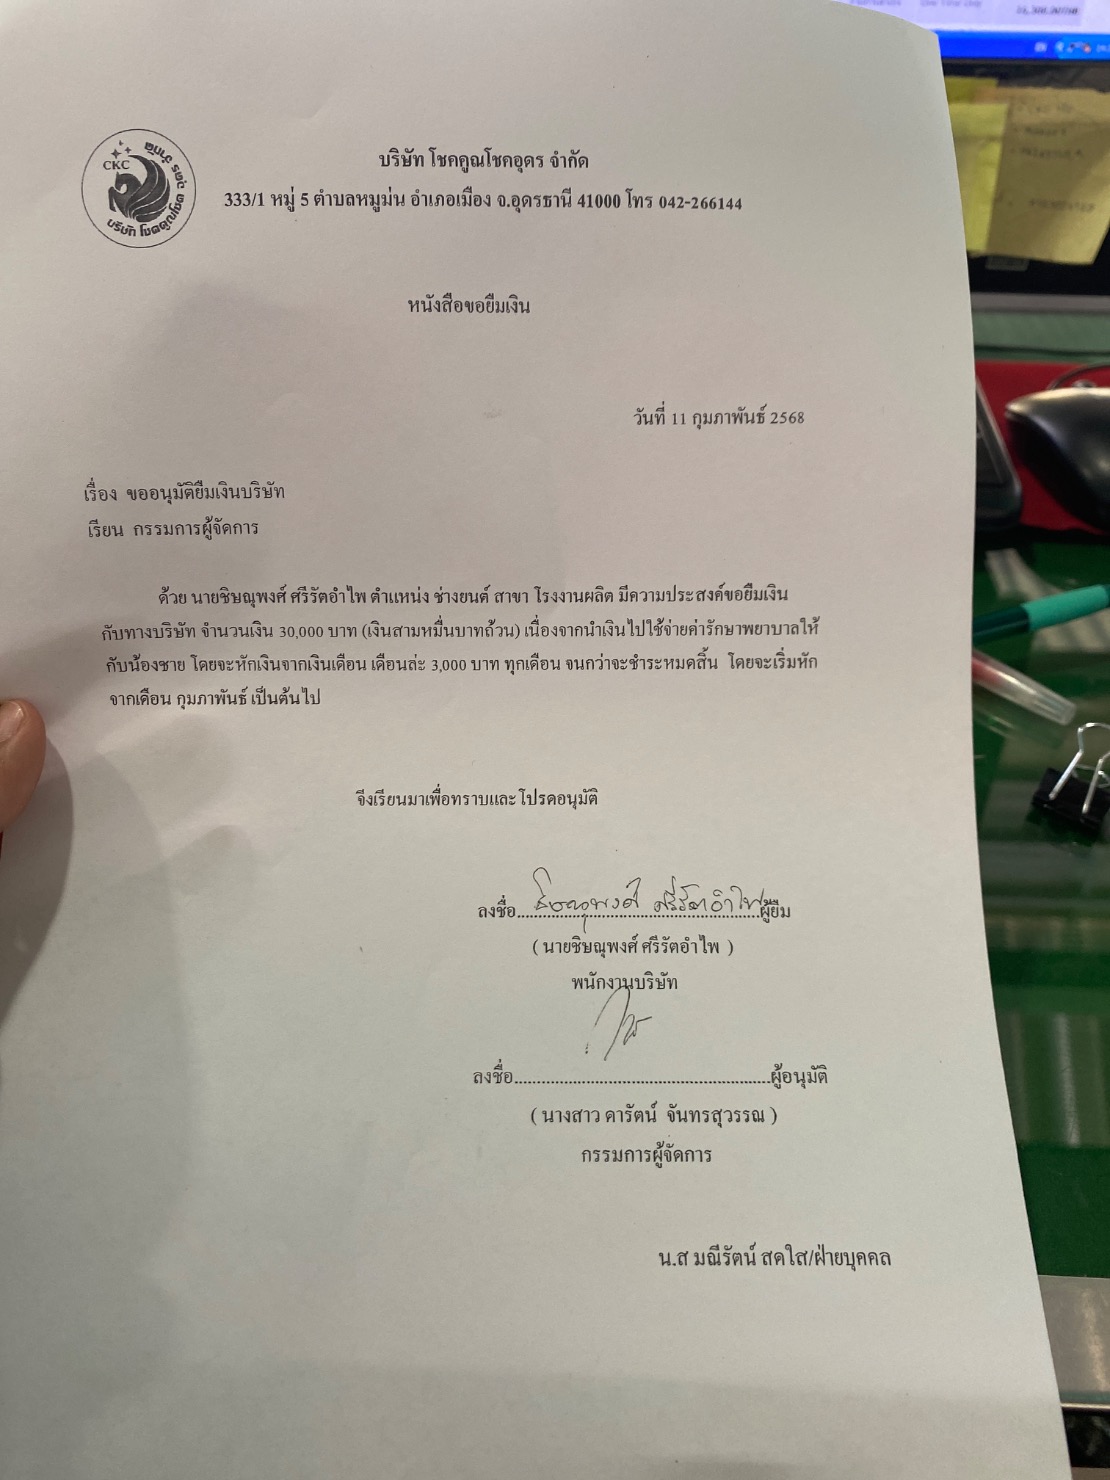 CKC
บริษัท โชคคูณโชคอุดร จำกัด
บริษัท โชคคูณโชคอุดร จำกัด
333/1 หมู่ 5 ตำบลหมูม่น อำเภอเมือง จ.อุดรธานี 41000 โทร 042-266144
หนังสือขอยืมเงิน
วันที่ 11 กุมภาพันธ์ 2568
เรื่อง ขออนุมัติยืมเงินบริษัท
เรียน กรรมการผู้จัดการ
ด้วย นายชิษณุพงศ์ ศรีรัตอำไพ ตำแหน่ง ช่างยนต์ สาขา โรงงานผลิต มีความประสงค์ขอยืมเงิน
กับทางบริษัท จำนวนเงิน 30,000 บาท (เงินสามหมื่นบาทถ้วน) เนื่องจากนำเงินไปใช้จ่ายค่ารักษาพยาบาลให้
กับน้องชาย โดยจะหักเงินจากเงินเดือน เดือนล่ะ 3,000 บาท ทุกเดือน จนกว่าจะชำระหมดสิ้น โดยจะเริ่มหัก
จากเดือน กุมภาพันธ์ เป็นต้นไป
จึงเรียนมาเพื่อทราบและโปรดอนุมัติ
ลงชื่อ ชิษณุพงศ์ ศรีรัตอำไพ ผู้ยืม
( นายชิษณุพงศ์ ศรีรัตอำไพ )
พนักงานบริษัท
ลงชื่อ......................................................ผู้อนุมัติ
( นางสาว ดารัตน์ จันทรสุวรรณ )
กรรมการผู้จัดการ
น.ส มณีรัตน์ สดใส/ฝ่ายบุคคล